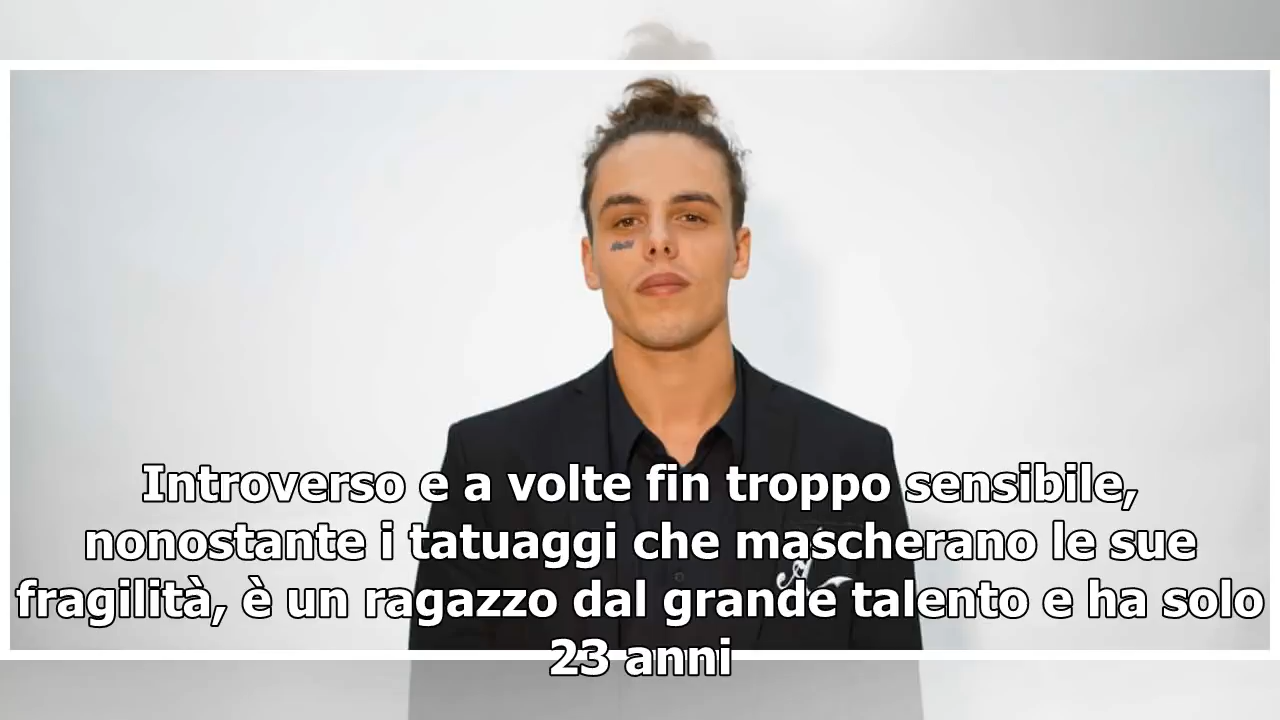 Introverso e a volte fin troppo sensibile,
nonostante i tatuaggi che mascherano le sue
fragilità, è un ragazzo dal grande talento e ha solo
23 anni